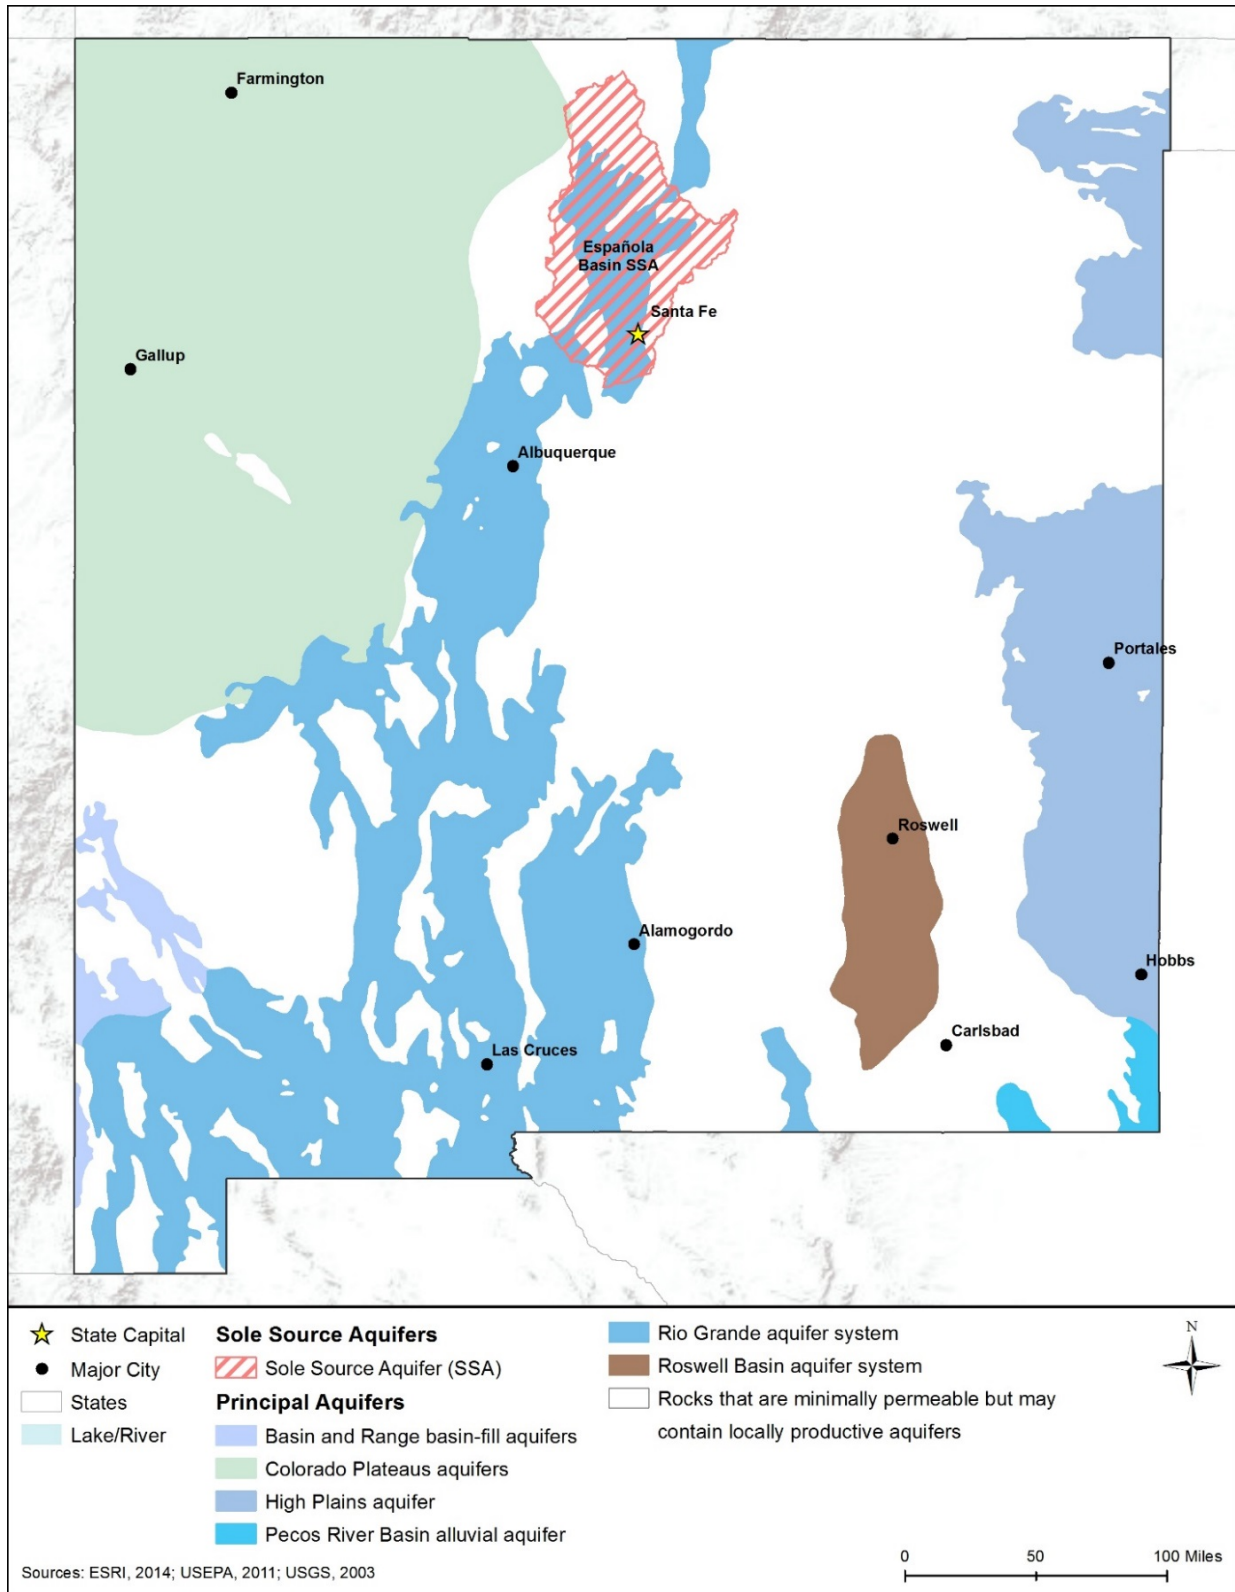 Farmington
Española
Basin SSA
Santa Fe
Gallup
Albuquerque
Portales
Roswell
Alamogordo
Hobbs
Carlsbad
Las Cruces
State Capital
Major City
States
Lake/River
Sole Source Aquifers
Sole Source Aquifer (SSA)
Principal Aquifers
Basin and Range basin-fill aquifers
Colorado Plateaus aquifers
High Plains aquifer
Pecos River Basin alluvial aquifer
Rio Grande aquifer system
Roswell Basin aquifer system
Rocks that are minimally permeable but may
contain locally productive aquifers
N
0 50 100 Miles
Sources: ESRI, 2014; USEPA, 2011; USGS, 2003